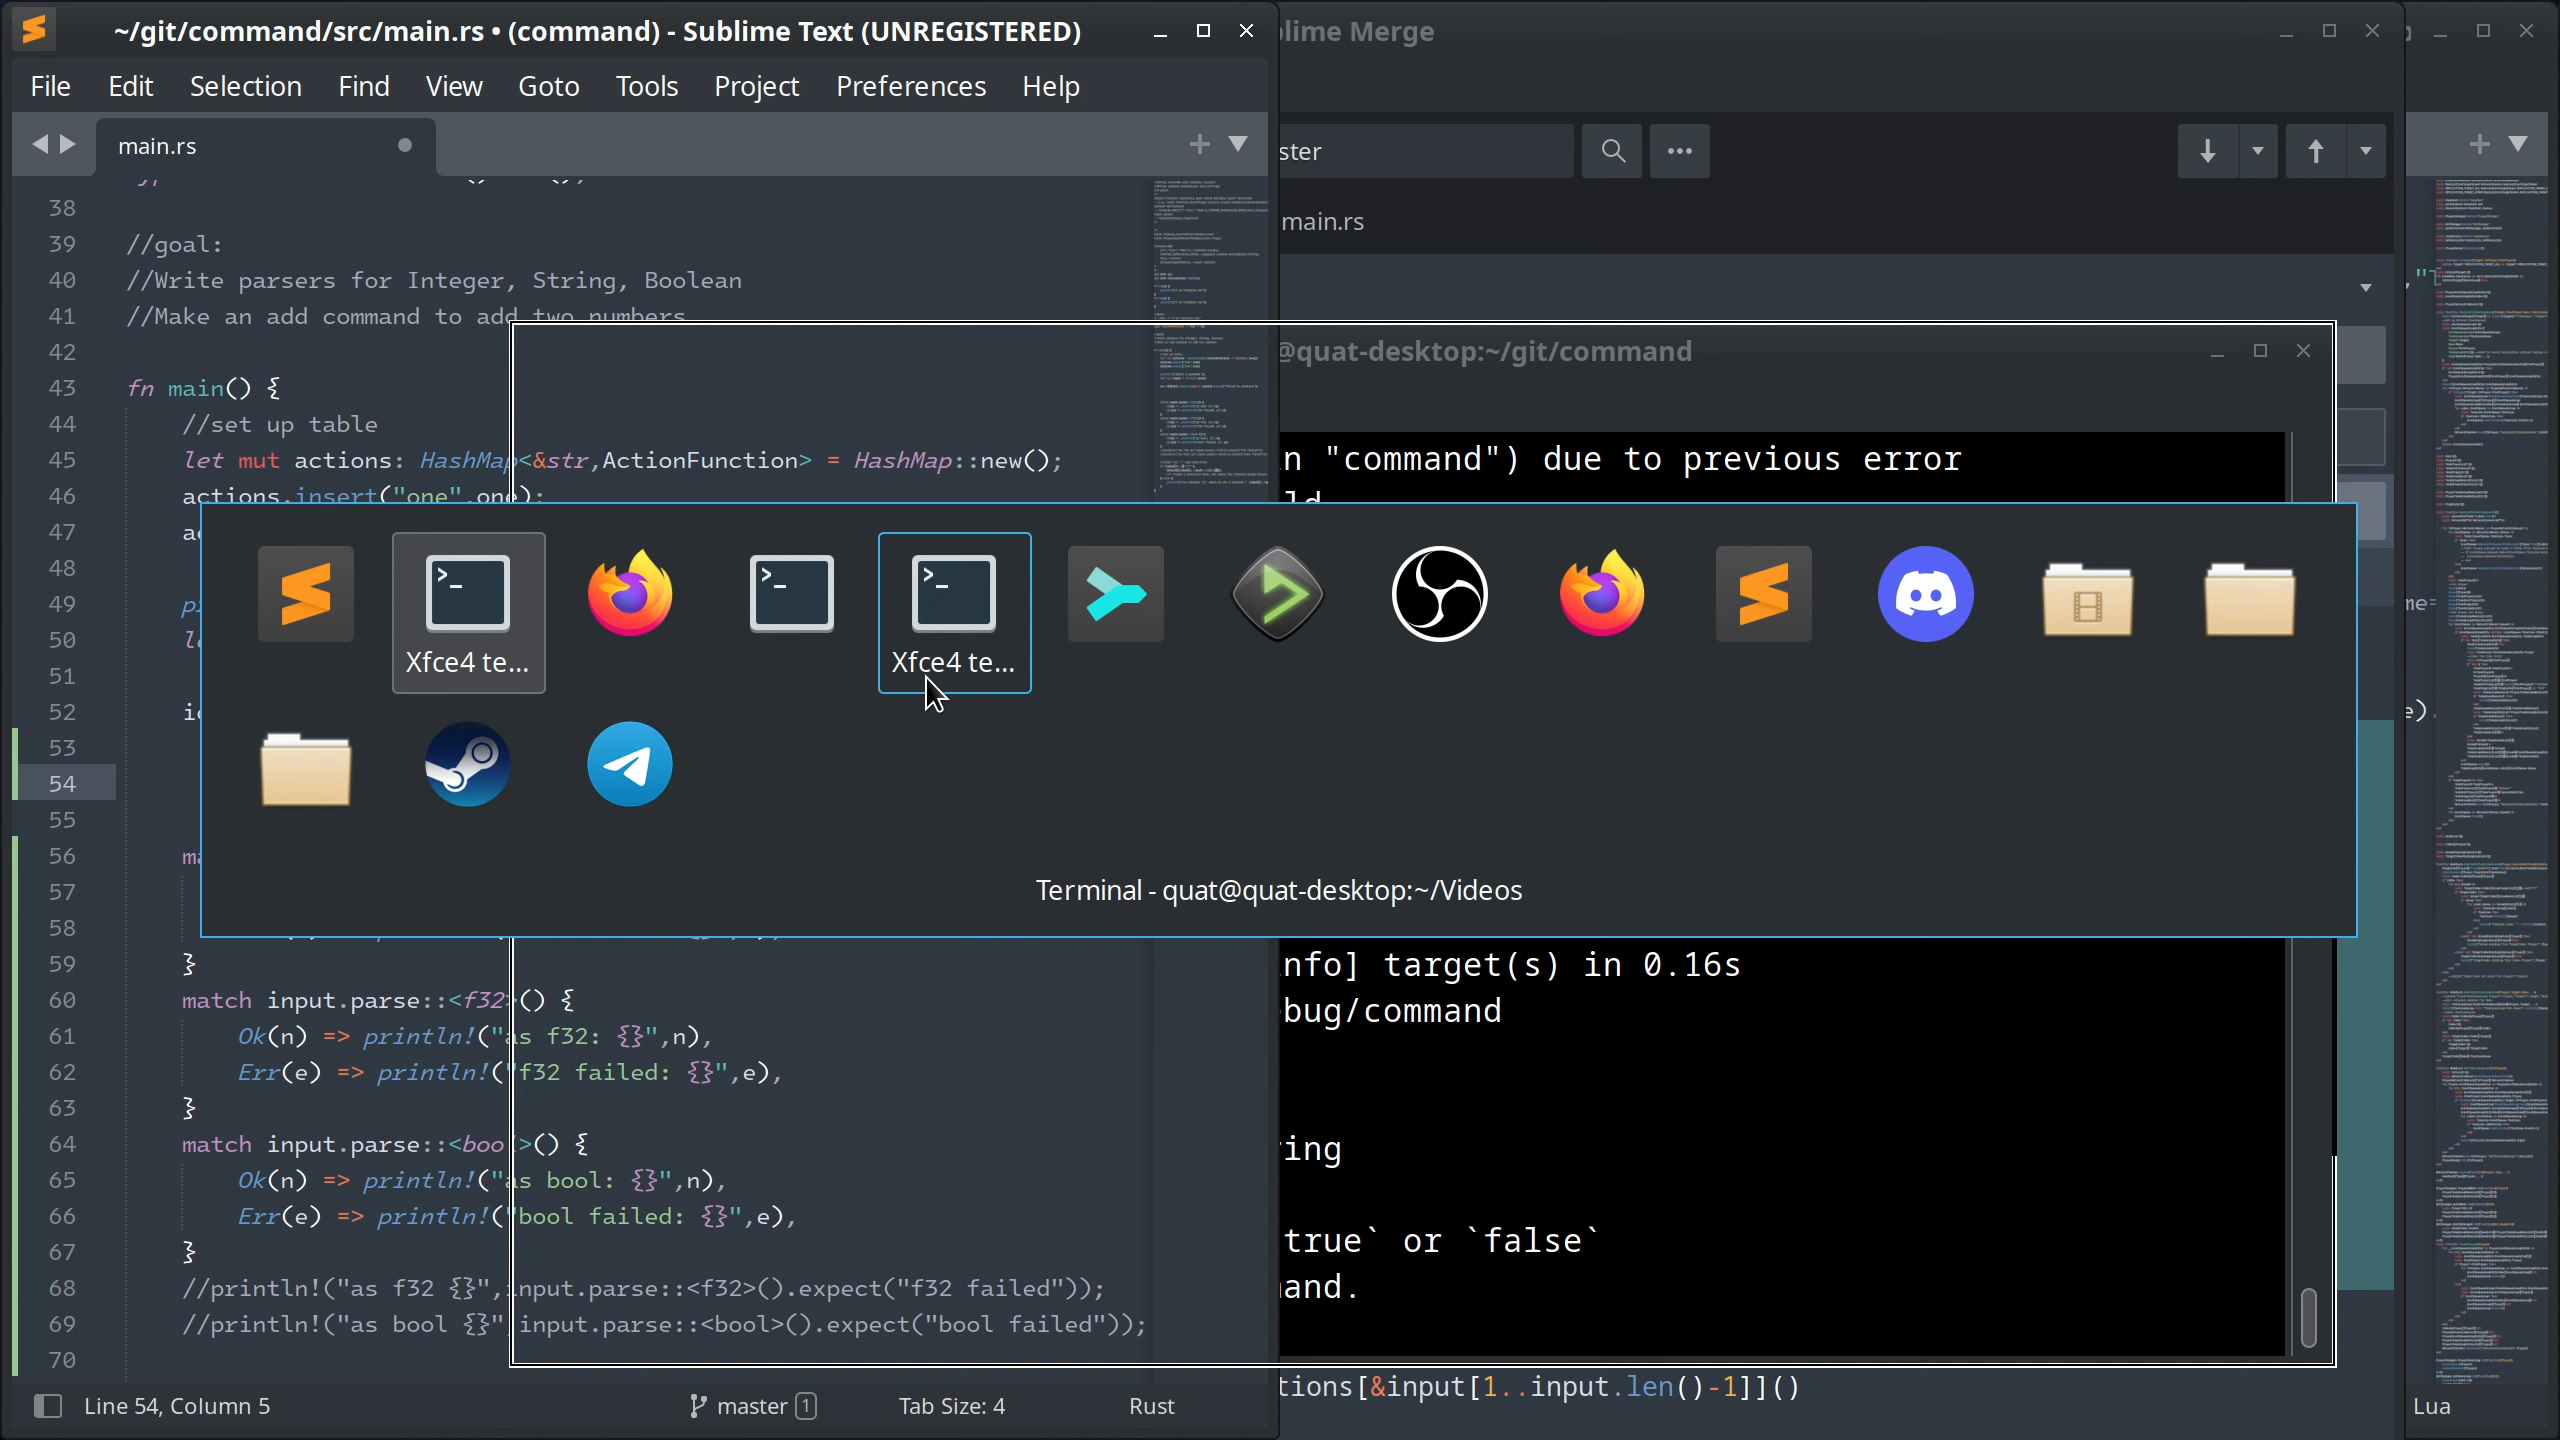 ~/git/command/src/main.rs • (command) - Sublime Text (UNREGISTERED)
File Edit Selection Find View Goto Tools Project Preferences Help
main.rs
38
39 //goal:
40 //Write parsers for Integer, String, Boolean
41 //Make an add command to add two numbers
42
43 fn main() {
44 //set up table
45 let mut actions: HashMap<&str,ActionFunction> = HashMap::new();
46 actions.insert("one",one);
47
48
49
50
51
52
53
54
55
56
57
58
59 }
60 match input.parse::<f32>() {
61 Ok(n) => println!("as f32: {}",n),
62 Err(e) => println!("f32 failed: {}",e),
63 }
64 match input.parse::<bool>() {
65 Ok(n) => println!("as bool: {}",n),
66 Err(e) => println!("bool failed: {}",e),
67 }
68 //println!("as f32 {}",input.parse::<f32>().expect("f32 failed"));
69 //println!("as bool {}",input.parse::<bool>().expect("bool failed"));
70
Line 54, Column 5 master 1 Tab Size: 4 Rust
Xfce4 te... Xfce4 te...
Terminal - quat@quat-desktop:~/Videos
lime Merge
ster
main.rs
@quat-desktop:~/git/command
n "command") due to previous error
nfo] target(s) in 0.16s
bug/command
ing
true` or `false`
and.
tions[&input[1..input.len()-1]]()
Lua